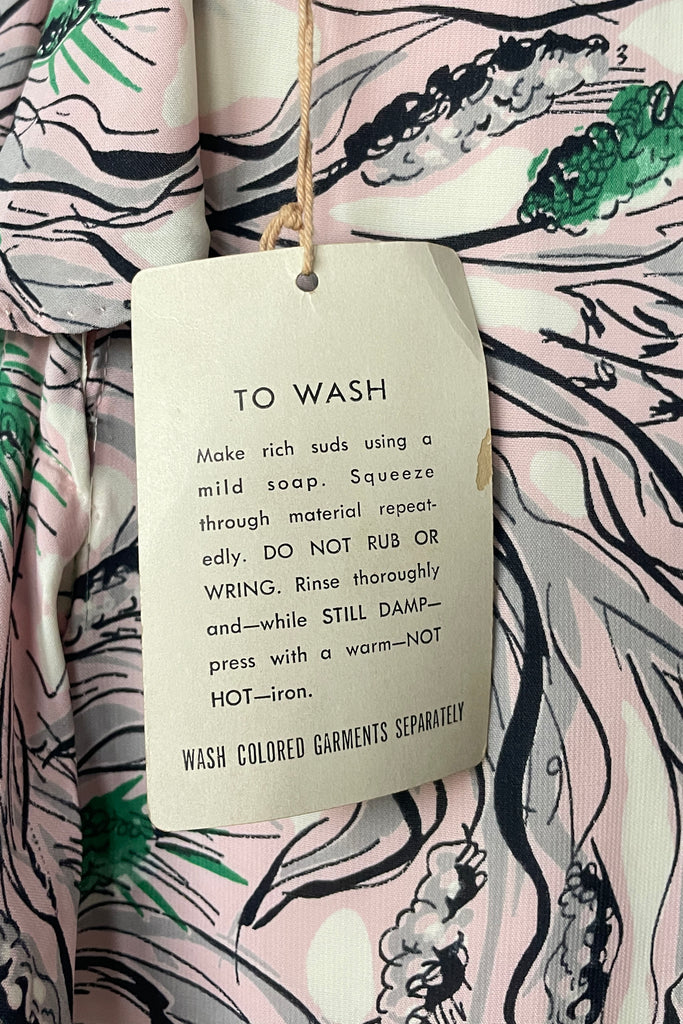 TO WASH
Make rich suds using a
mild soap. Squeeze
through material repeat-
edly. DO NOT RUB OR
WRING. Rinse thoroughly
and—while STILL DAMP—
press with a warm—NOT
HOT—iron.
WASH COLORED GARMENTS SEPARATELY